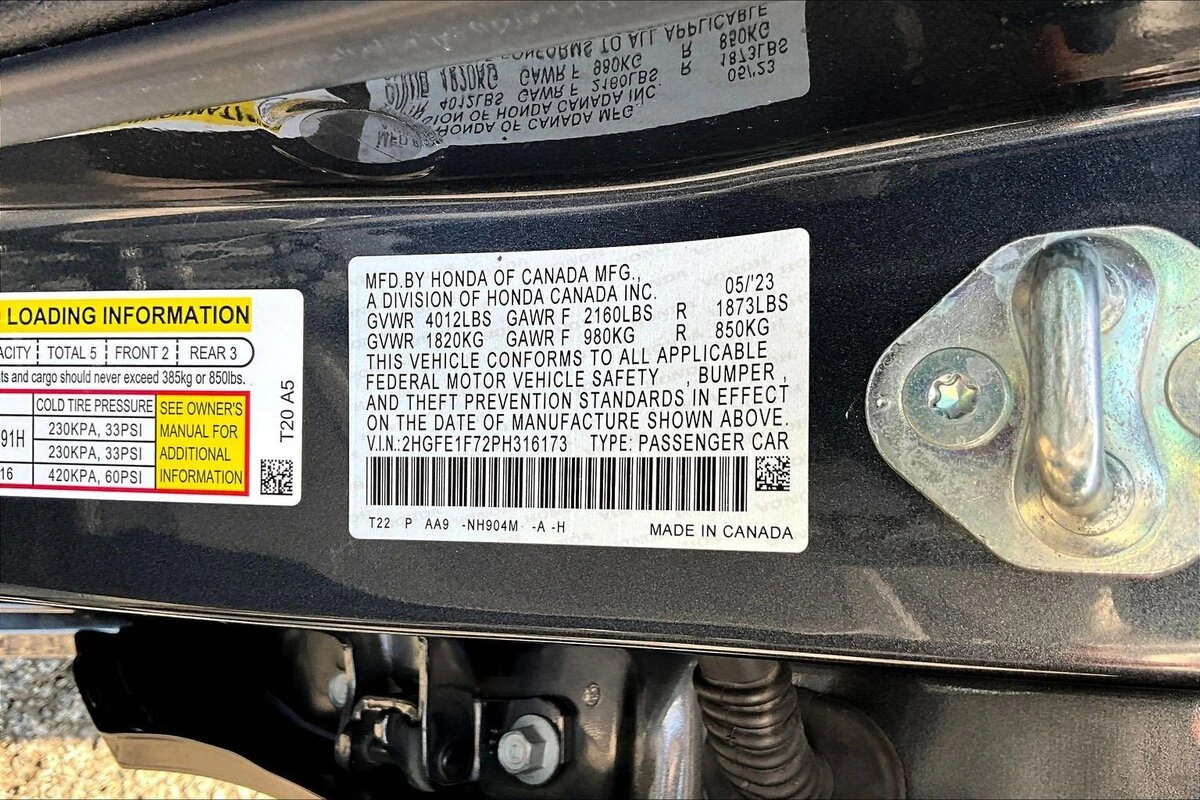 LOADING INFORMATION
ACITY TOTAL 5 FRONT 2 REAR 3
ts and cargo should never exceed 385kg or 850lbs.
COLD TIRE PRESSURE
91H 230KPA, 33PSI
230KPA, 33PSI
16 420KPA, 60PSI
SEE OWNER'S
MANUAL FOR
ADDITIONAL
INFORMATION
T20 A5
MFD.BY HONDA OF CANADA MFG.,
A DIVISION OF HONDA CANADA INC. 05/'23
GVWR 4012LBS GAWR F 2160LBS R 1873LBS
GVWR 1820KG GAWR F 980KG R 850KG
THIS VEHICLE CONFORMS TO ALL APPLICABLE
FEDERAL MOTOR VEHICLE SAFETY , BUMPER ,
AND THEFT PREVENTION STANDARDS IN EFFECT
ON THE DATE OF MANUFACTURE SHOWN ABOVE.
V.I.N.:2HGFE1F72PH316173 TYPE: PASSENGER CAR
T22 P AA9 -NH904M -A -H MADE IN CANADA